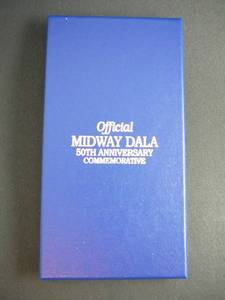 Official
MIDWAY DALA
50TH ANNIVERSARY
COMMEMORATIVE